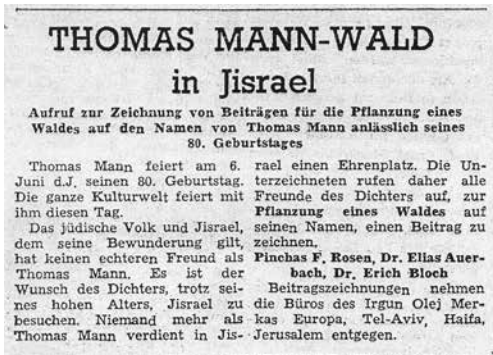 THOMAS MANN-WALD
in Jisrael
Aufruf zur Zeichnung von Beiträgen für die Pflanzung eines
Waldes auf den Namen von Thomas Mann anlässlich seines
80. Geburtstages
Thomas Mann feiert am 6.
Juni d.J. seinen 80. Geburtstag.
Die ganze Kulturwelt feiert mit
ihm diesen Tag.
Das jüdische Volk und Jisrael,
dem seine Bewunderung gilt,
hat keinen echteren Freund als
Thomas Mann. Es ist der
Wunsch des Dichters, trotz sei-
nes hohen Alters, Jisrael zu
besuchen. Niemand mehr als
Thomas Mann verdient in Jis-
rael einen Ehrenplatz. Die Un-
terzeichneten rufen daher alle
Freunde des Dichters auf, zur
Pflanzung eines Waldes auf
seinen Namen, einen Beitrag zu
zeichnen.
Pinchas F. Rosen, Dr. Elias Auer-
bach, Dr. Erich Bloch
Beitragszeichnungen nehmen
die Büros des Irgun Olej Mer-
kas Europa, Tel-Aviv, Haifa,
Jerusalem entgegen.